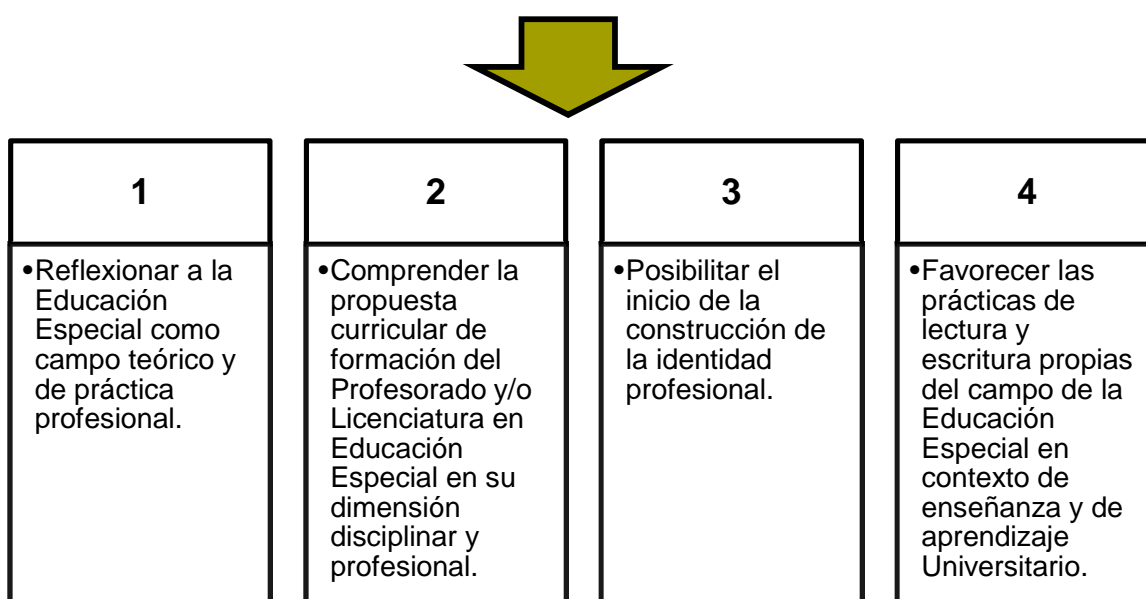 1
•Reflexionar a la
Educación
Especial como
campo teórico y
de práctica
profesional.
2
•Comprender la
propuesta
curricular de
formación del
Profesorado y/o
Licenciatura en
Educación
Especial en su
dimensión
disciplinar y
profesional.
3
•Posibilitar el
inicio de la
construcción de
la identidad
profesional.
4
•Favorecer las
prácticas de
lectura y
escritura propias
del campo de la
Educación
Especial en
contexto de
enseñanza y de
aprendizaje
Universitario.